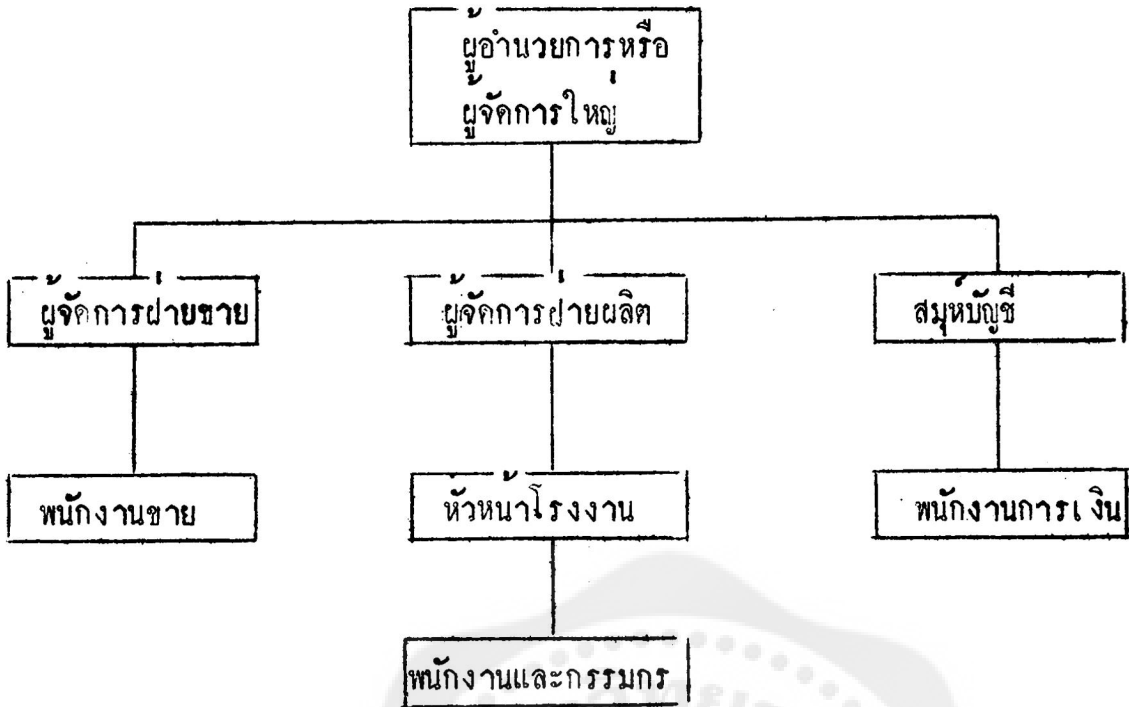 ผู้อำนวยการหรือ
ผู้จัดการใหญ่
ผู้จัดการฝ่ายขาย
ผู้จัดการฝ่ายผลิต
สมุห์บัญชี
พนักงานขาย
หัวหน้าโรงงาน
พนักงานการเงิน
พนักงานและกรรมกร